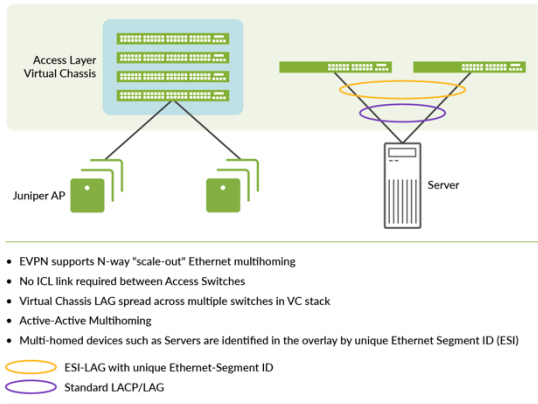 Access Layer
Virtual Chassis
Juniper AP
Server
• EVPN supports N-way "scale-out" Ethernet multihoming
• No ICL link required between Access Switches
• Virtual Chassis LAG spread across multiple switches in VC stack
• Active-Active Multihoming
• Multi-homed devices such as Servers are identified in the overlay by unique Ethernet Segment ID (ESI)
ESI-LAG with unique Ethernet-Segment ID
Standard LACP/LAG